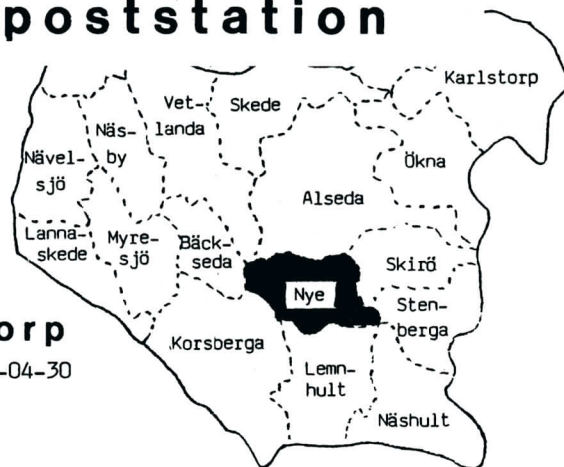 poststation
Karlstorp
Vet-
landa
Skede
Näs-
by
Nävel-
sjö
Ökna
Alseda
Lanna-
skede
Myre-
sjö
Bäck-
seda
Skirö
Nye
Sten-
berga
orp
-04-30
Korsberga
Lemn-
hult
Näshult